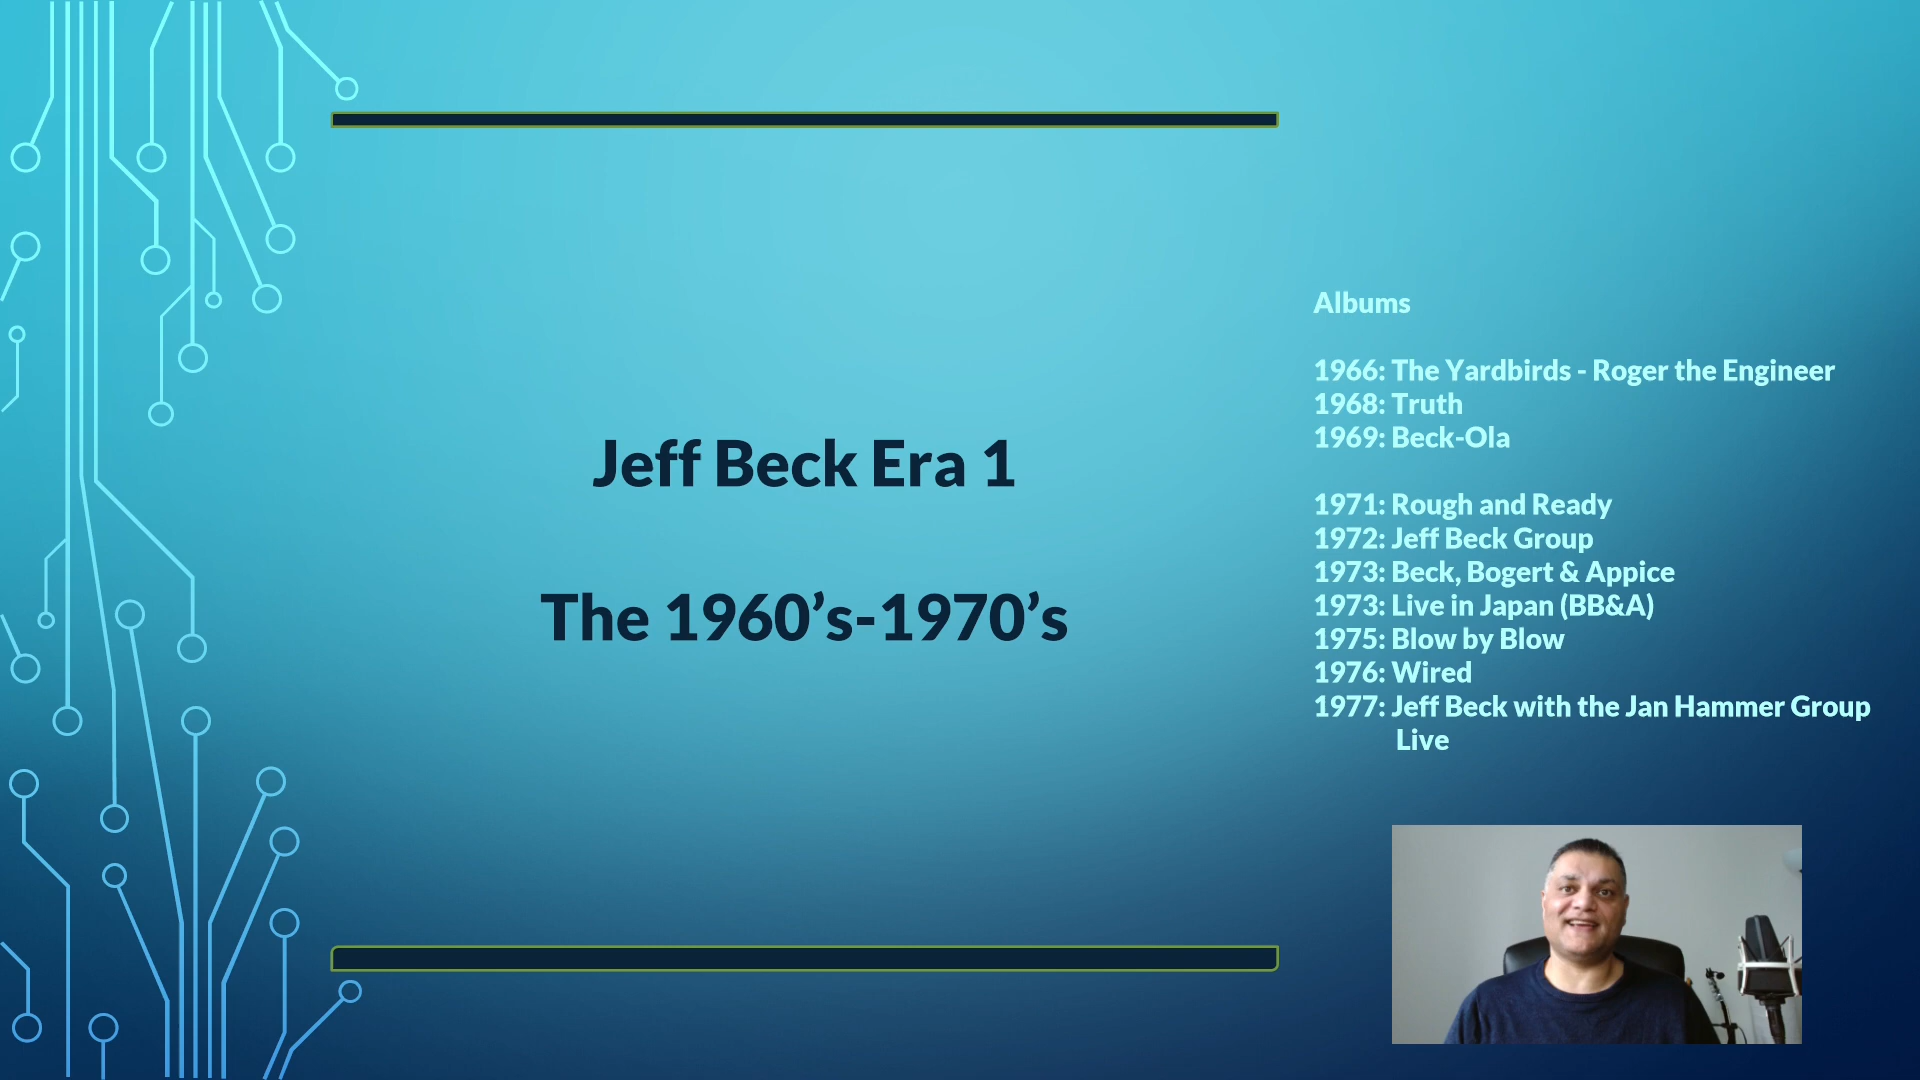 Jeff Beck Era 1
The 1960’s-1970’s
Albums
1966: The Yardbirds - Roger the Engineer
1968: Truth
1969: Beck-Ola
1971: Rough and Ready
1972: Jeff Beck Group
1973: Beck, Bogert & Appice
1973: Live in Japan (BB&A)
1975: Blow by Blow
1976: Wired
1977: Jeff Beck with the Jan Hammer Group
Live